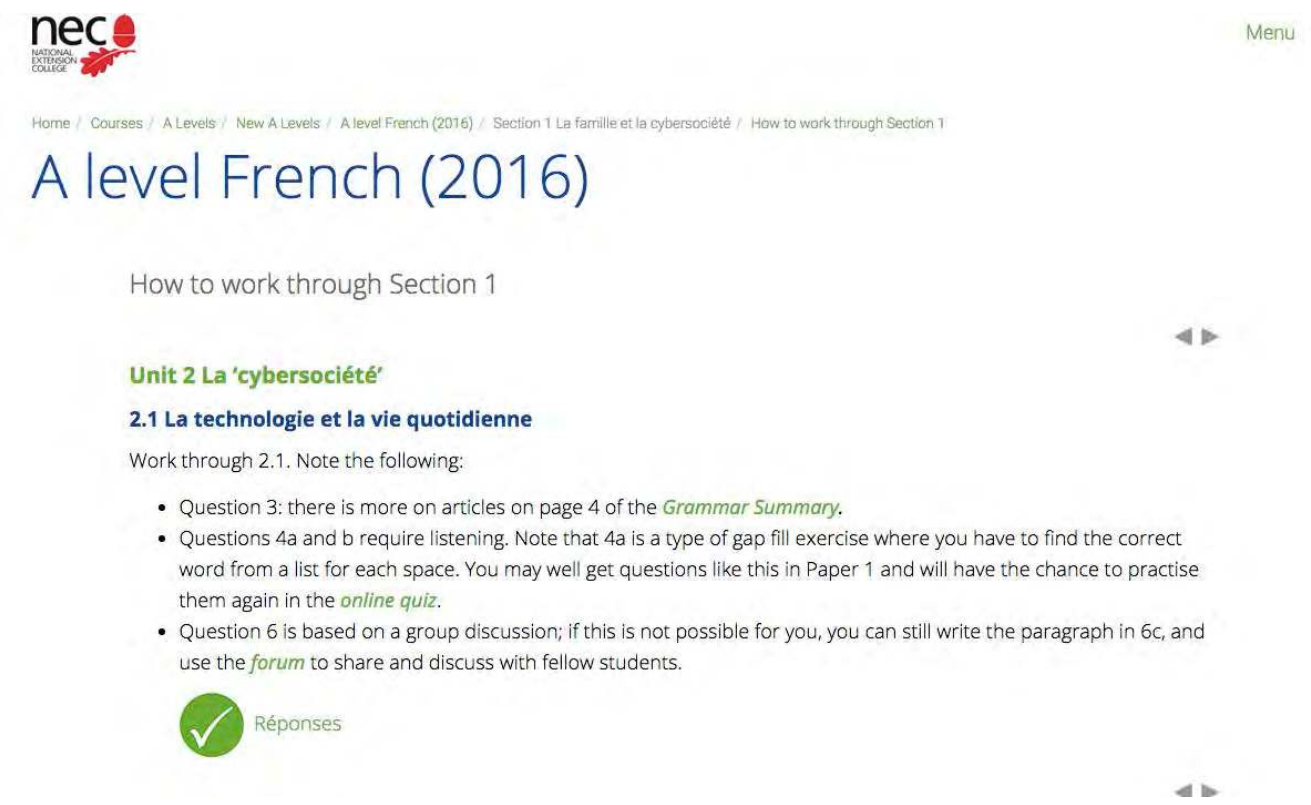 nec
NATIONAL
EXTENSION
COLLEGE
Menu
Home / Courses / A Levels / New A Levels / A level French (2016) / Section 1 La famille et la cybersociété / How to work through Section 1
A level French (2016)
How to work through Section 1
Unit 2 La ‘cybersociété’
2.1 La technologie et la vie quotidienne
Work through 2.1. Note the following:
• Question 3: there is more on articles on page 4 of the Grammar Summary.
• Questions 4a and b require listening. Note that 4a is a type of gap fill exercise where you have to find the correct
word from a list for each space. You may well get questions like this in Paper 1 and will have the chance to practise
them again in the online quiz.
• Question 6 is based on a group discussion; if this is not possible for you, you can still write the paragraph in 6c, and
use the forum to share and discuss with fellow students.
Réponses